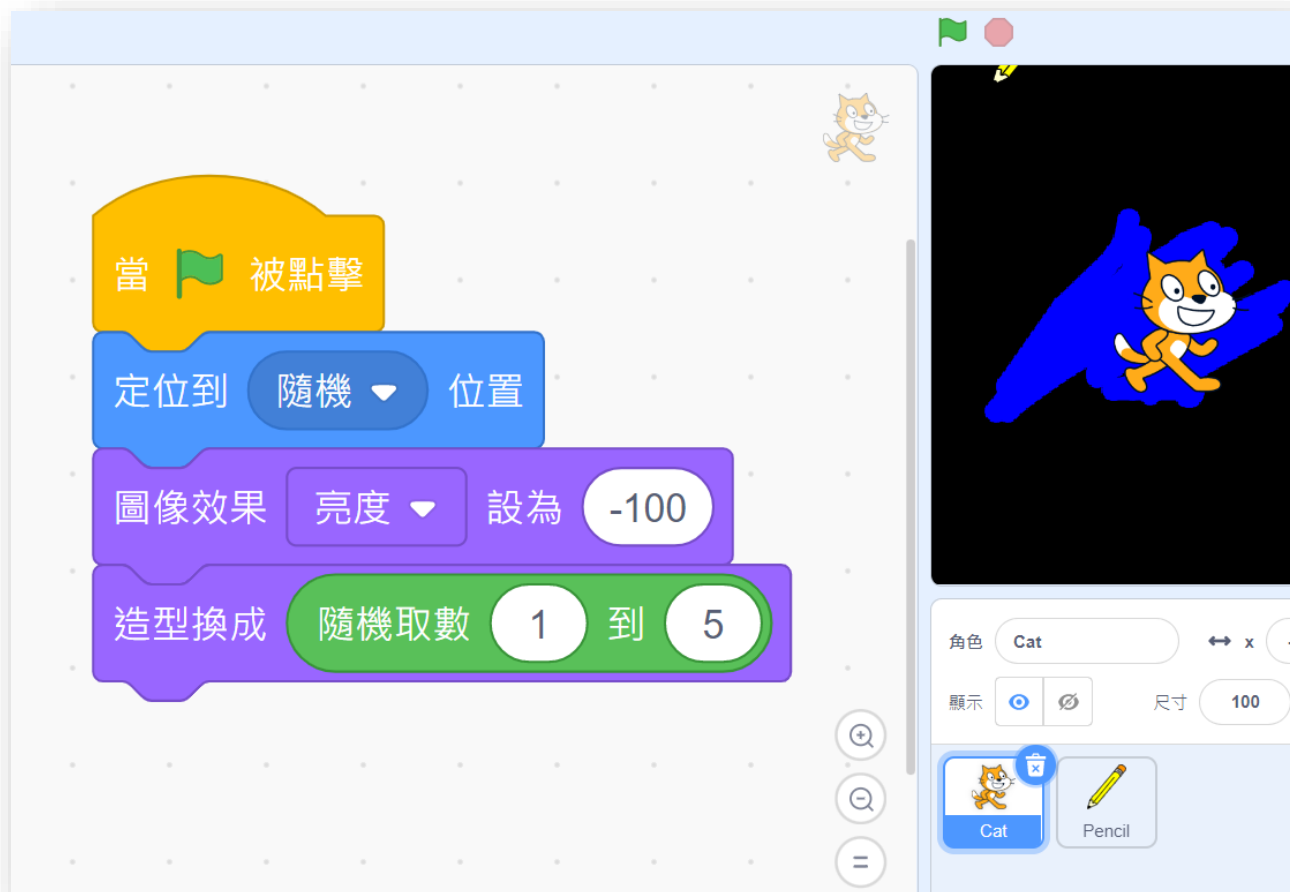 當 被點擊
定位到 隨機 位置
圖像效果 亮度 設為 -100
造型換成 隨機取數 1 到 5
角色 Cat x
顯示 尺寸 100
Cat
Pencil